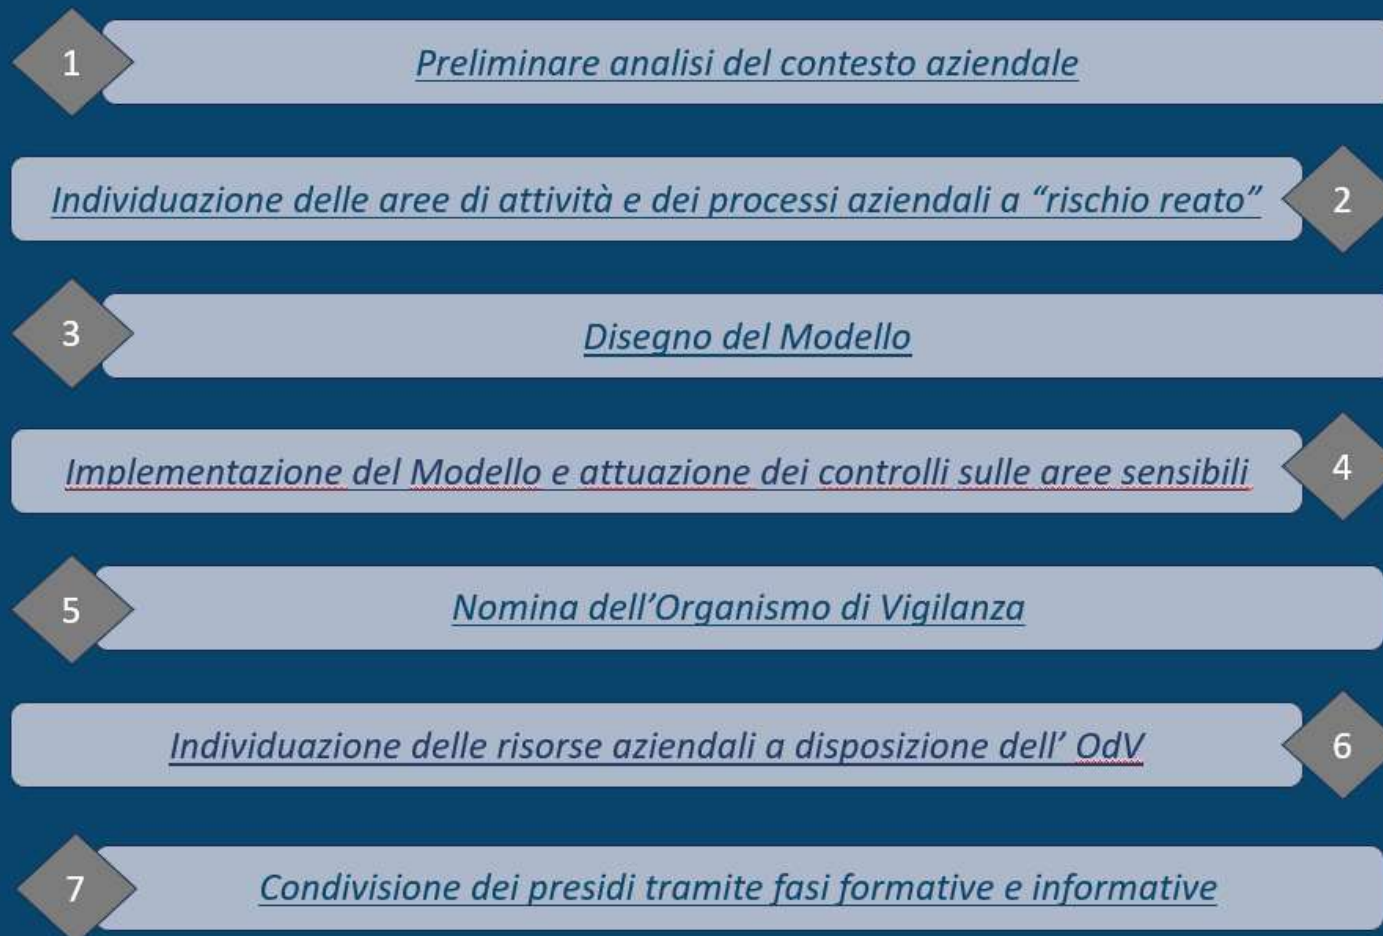 1 Preliminare analisi del contesto aziendale
Individuazione delle aree di attività e dei processi aziendali a “rischio reato” 2
3 Disegno del Modello
Implementazione del Modello e attuazione dei controlli sulle aree sensibili 4
5 Nomina dell’Organismo di Vigilanza
Individuazione delle risorse aziendali a disposizione dell’ OdV 6
7 Condivisione dei presidi tramite fasi formative e informative